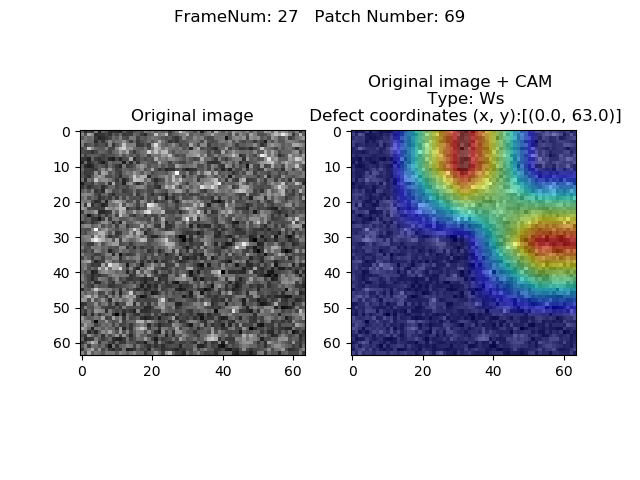 FrameNum: 27   Patch Number: 69
Original image
0
10
20
30
40
50
60
0 20 40 60
Original image + CAM
Type: Ws
Defect coordinates (x, y):[(0.0, 63.0)]
0
10
20
30
40
50
60
0 20 40 60